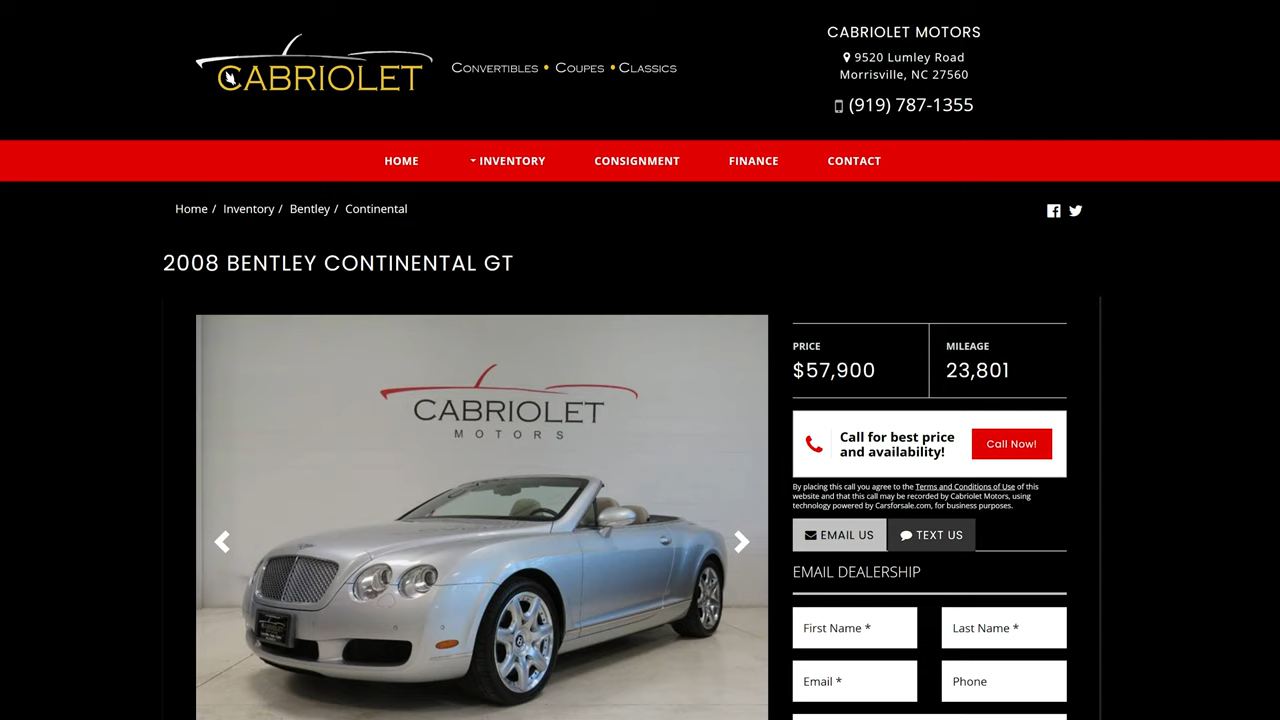 CABRIOLET
CONVERTIBLES • COUPES • CLASSICS
CABRIOLET MOTORS
9520 Lumley Road
Morrisville, NC 27560
(919) 787-1355
HOME
INVENTORY
CONSIGNMENT
FINANCE
CONTACT
Home / Inventory / Bentley / Continental
2008 BENTLEY CONTINENTAL GT
CABRIOLET
MOTORS
PRICE
$57,900
MILEAGE
23,801
Call for best price
and availability!
Call Now!
By placing this call you agree to the Terms and Conditions of Use of this
website and that this call may be recorded by Cabriolet Motors, using
technology powered by Carsforsale.com, for business purposes.
EMAIL US
TEXT US
EMAIL DEALERSHIP
First Name *
Last Name *
Email *
Phone